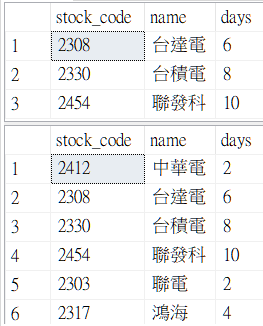 stock_code name days
1 2308 台達電 6
2 2330 台積電 8
3 2454 聯發科 10
stock_code name days
1 2412 中華電 2
2 2308 台達電 6
3 2330 台積電 8
4 2454 聯發科 10
5 2303 聯電 2
6 2317 鴻海 4